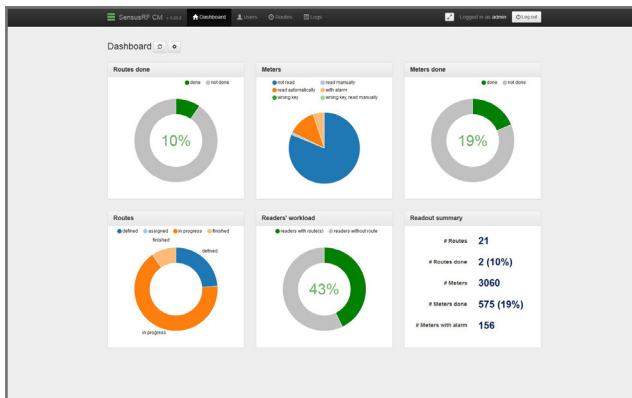 SensusRF CM Dashboard Users Routes Logs Logged in as admin Log out
Dashboard
Routes done
done not done
10%
Meters
not read read manually
read automatically with alarm
wrong key wrong key, read manually
Meters done
done not done
19%
Routes
defined assigned in progress finished
finished
defined
in progress
Readers' workload
readers with route(s) readers without route
43%
Readout summary
# Routes 21
# Routes done 2 (10%)
# Meters 3060
# Meters done 575 (19%)
# Meters with alarm 156